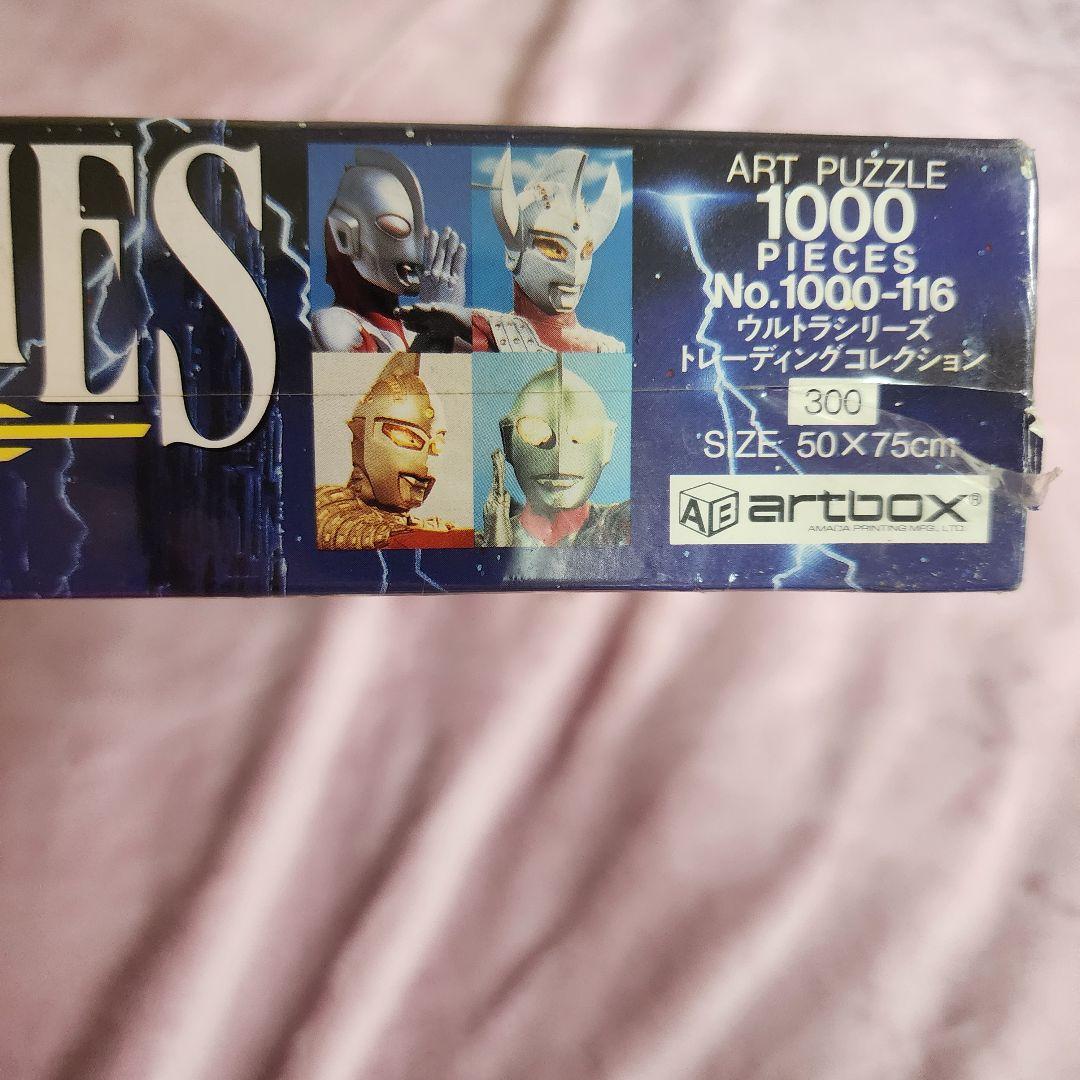 IES
ART PUZZLE
1000
PIECES
No.1000-116
ウルトラシリーズ
トレーディングコレクション
300
SIZE 50×75cm
AB artbox®
AMADA PRINTING MFG., LTD.